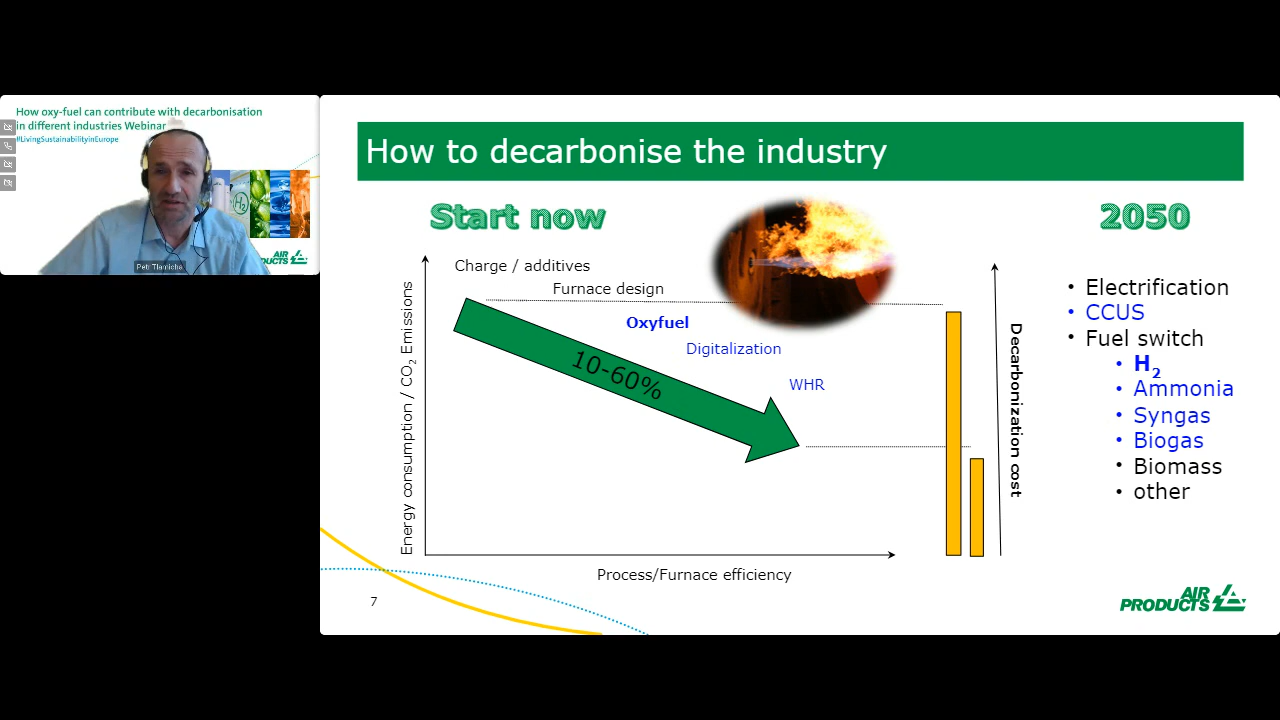 How oxy-fuel can contribute with decarbonisation
in different industries Webinar
#LivingSustainabilityinEurope
H2
AIR
PRODUCTS
Petr Tlamicha
How to decarbonise the industry
Start now
2050
Charge / additives
Furnace design
Oxyfuel
Digitalization
WHR
10-60%
Energy consumption / CO2 Emissions
Process/Furnace efficiency
Decarbonization cost
• Electrification
• CCUS
• Fuel switch
• H2
• Ammonia
• Syngas
• Biogas
• Biomass
• other
7
AIR
PRODUCTS